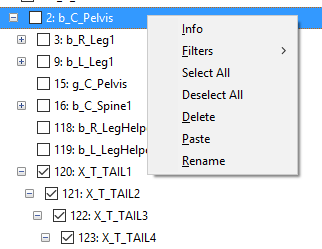 2: b_C_Pelvis
3: b_R_Leg1
9: b_L_Leg1
15: g_C_Pelvis
16: b_C_Spine1
118: b_R_LegHelpe
119: b_L_LegHelpe
120: X_T_TAIL1
121: X_T_TAIL2
122: X_T_TAIL3
123: X_T_TAIL4
Info
Filters
Select All
Deselect All
Delete
Paste
Rename